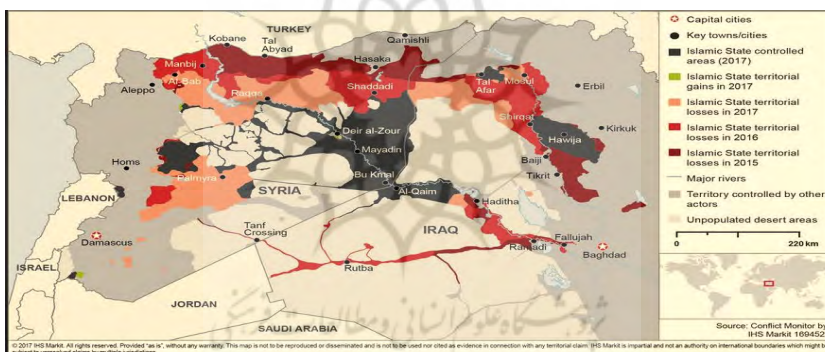 TURKEY
Kobane
Tal
Abyad
Qamishli
Manbij
Al-Bab
Hasaka
Aleppo
Raqqa
Shaddadi
Tal
Afar
Mosul
Erbil
Shirqat
Kirkuk
Hawija
Deir al-Zour
Mayadin
Baiji
Tikrit
Homs
Palmyra
SYRIA
Bu Kmal
Al-Qaim
Haditha
LEBANON
Damascus
Tanf
Crossing
IRAQ
Ramadi
Fallujah
Baghdad
Rutba
ISRAEL
JORDAN
SAUDI ARABIA
Capital cities
Key towns/cities
Islamic State controlled
areas (2017)
Islamic State territorial
gains in 2017
Islamic State territorial
losses in 2017
Islamic State territorial
losses in 2016
Islamic State territorial
losses in 2015
Major rivers
Territory controlled by other
actors
Unpopulated desert areas
0 220 km
Source: Conflict Monitor by
IHS Markit 169452
© 2017 IHS Markit. All rights reserved. Provided "as is", without any warranty. This map is not to be reproduced or disseminated and is not to be used nor cited as evidence in connection with any territorial claim. IHS Markit is impartial and not an authority on international boundaries which might b